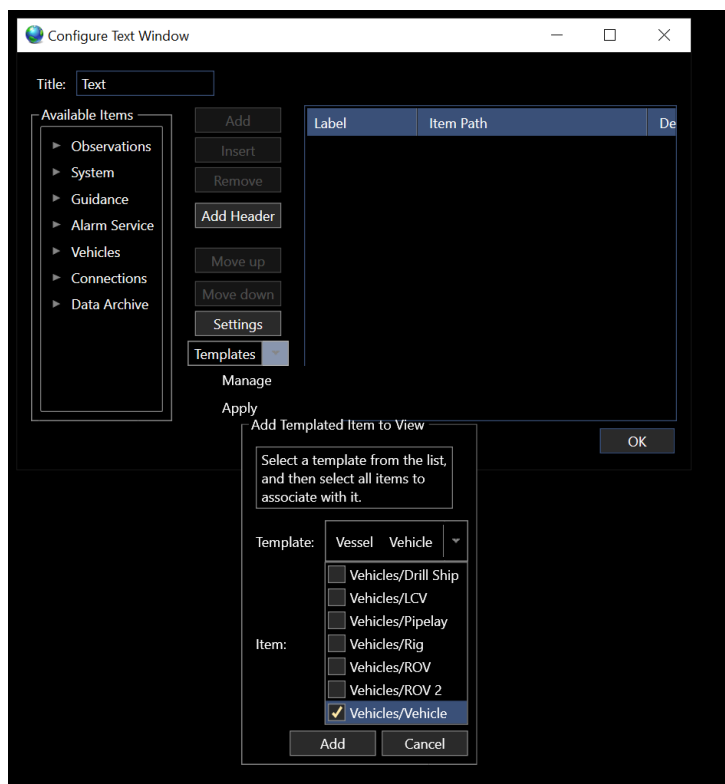 Configure Text Window
Title: Text
Available Items
Observations
System
Guidance
Alarm Service
Vehicles
Connections
Data Archive
Add
Insert
Remove
Add Header
Move up
Move down
Settings
Templates
Manage
Apply
Label Item Path De
OK
Add Templated Item to View
Select a template from the list,
and then select all items to
associate with it.
Template: Vessel Vehicle
Item:
Vehicles/Drill Ship
Vehicles/LCV
Vehicles/Pipelay
Vehicles/Rig
Vehicles/ROV
Vehicles/ROV 2
Vehicles/Vehicle
Add Cancel